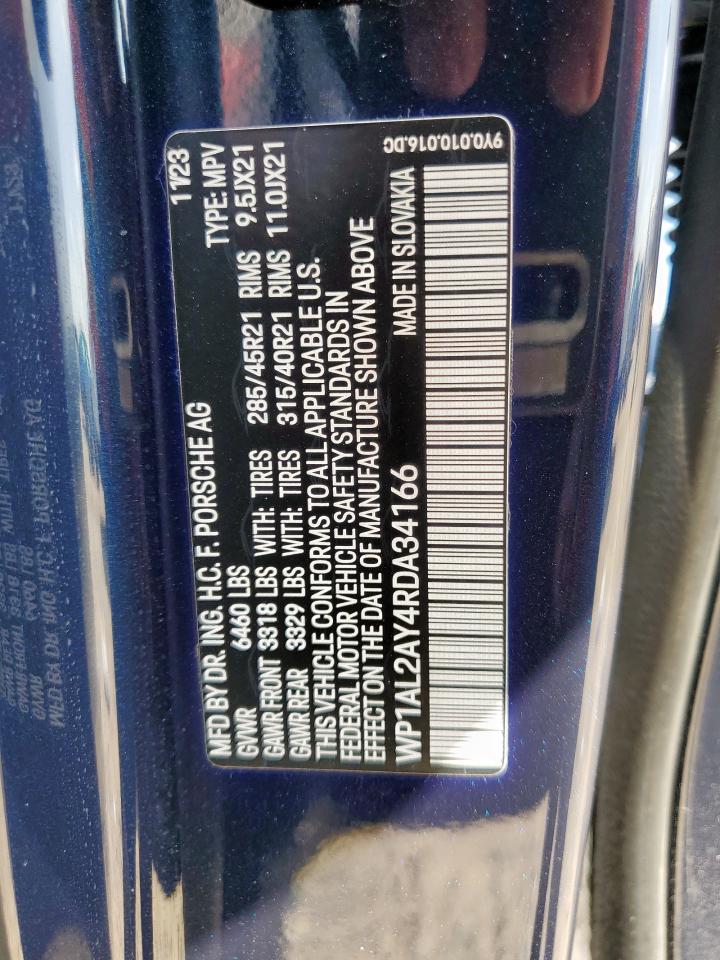 11/23
MFD BY DR. ING. H.C. F. PORSCHE AG TYPE: MPV
GVWR 6460 LBS
GAWR FRONT 3318 LBS WITH: TIRES 285/45R21 RIMS 9.5JX21
GAWR REAR 3329 LBS WITH: TIRES 315/40R21 RIMS 11.0JX21
THIS VEHICLE CONFORMS TO ALL APPLICABLE U.S.
FEDERAL MOTOR VEHICLE SAFETY STANDARDS IN
EFFECT ON THE DATE OF MANUFACTURE SHOWN ABOVE
WP1AL2AY4RDA34166 MADE IN SLOVAKIA
9Y0.010.016.DC